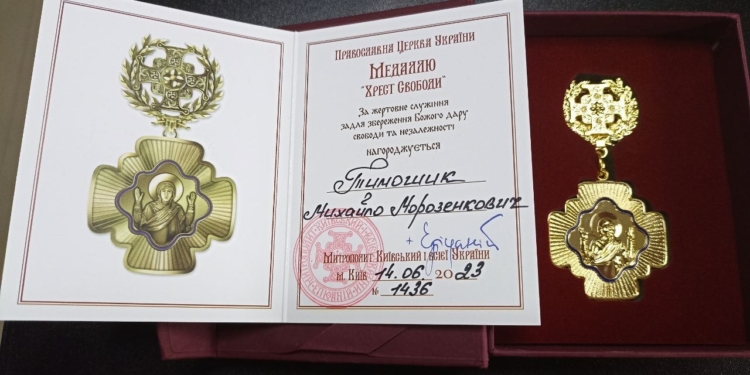 Православна Церква України
Медаллю
"Хрест Свободи"
За жертовне служіння
задля збереження Божого дару
свободи та незалежності
нагороджується
Тимошик
Михайло Морозенкович
+ Епіфаній
Митрополит Київський і всієї України
м. Київ 14.06. 2023
№ 1436